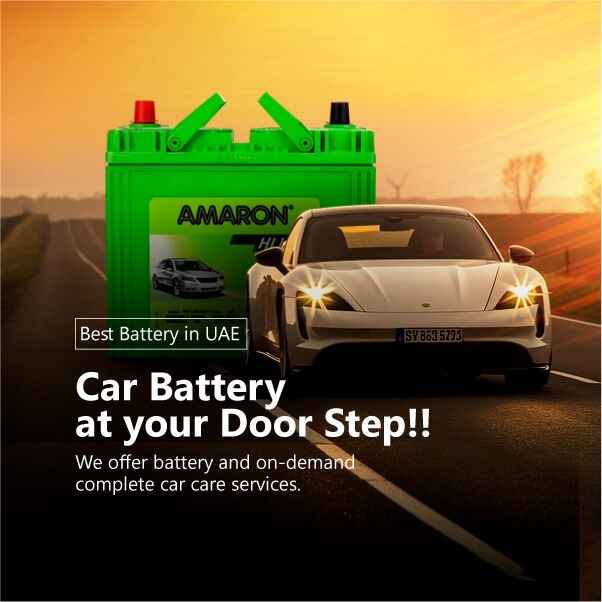 AMARON
Best Battery in UAE
Car Battery
at your Door Step!!
We offer battery and on-demand
complete car care services.